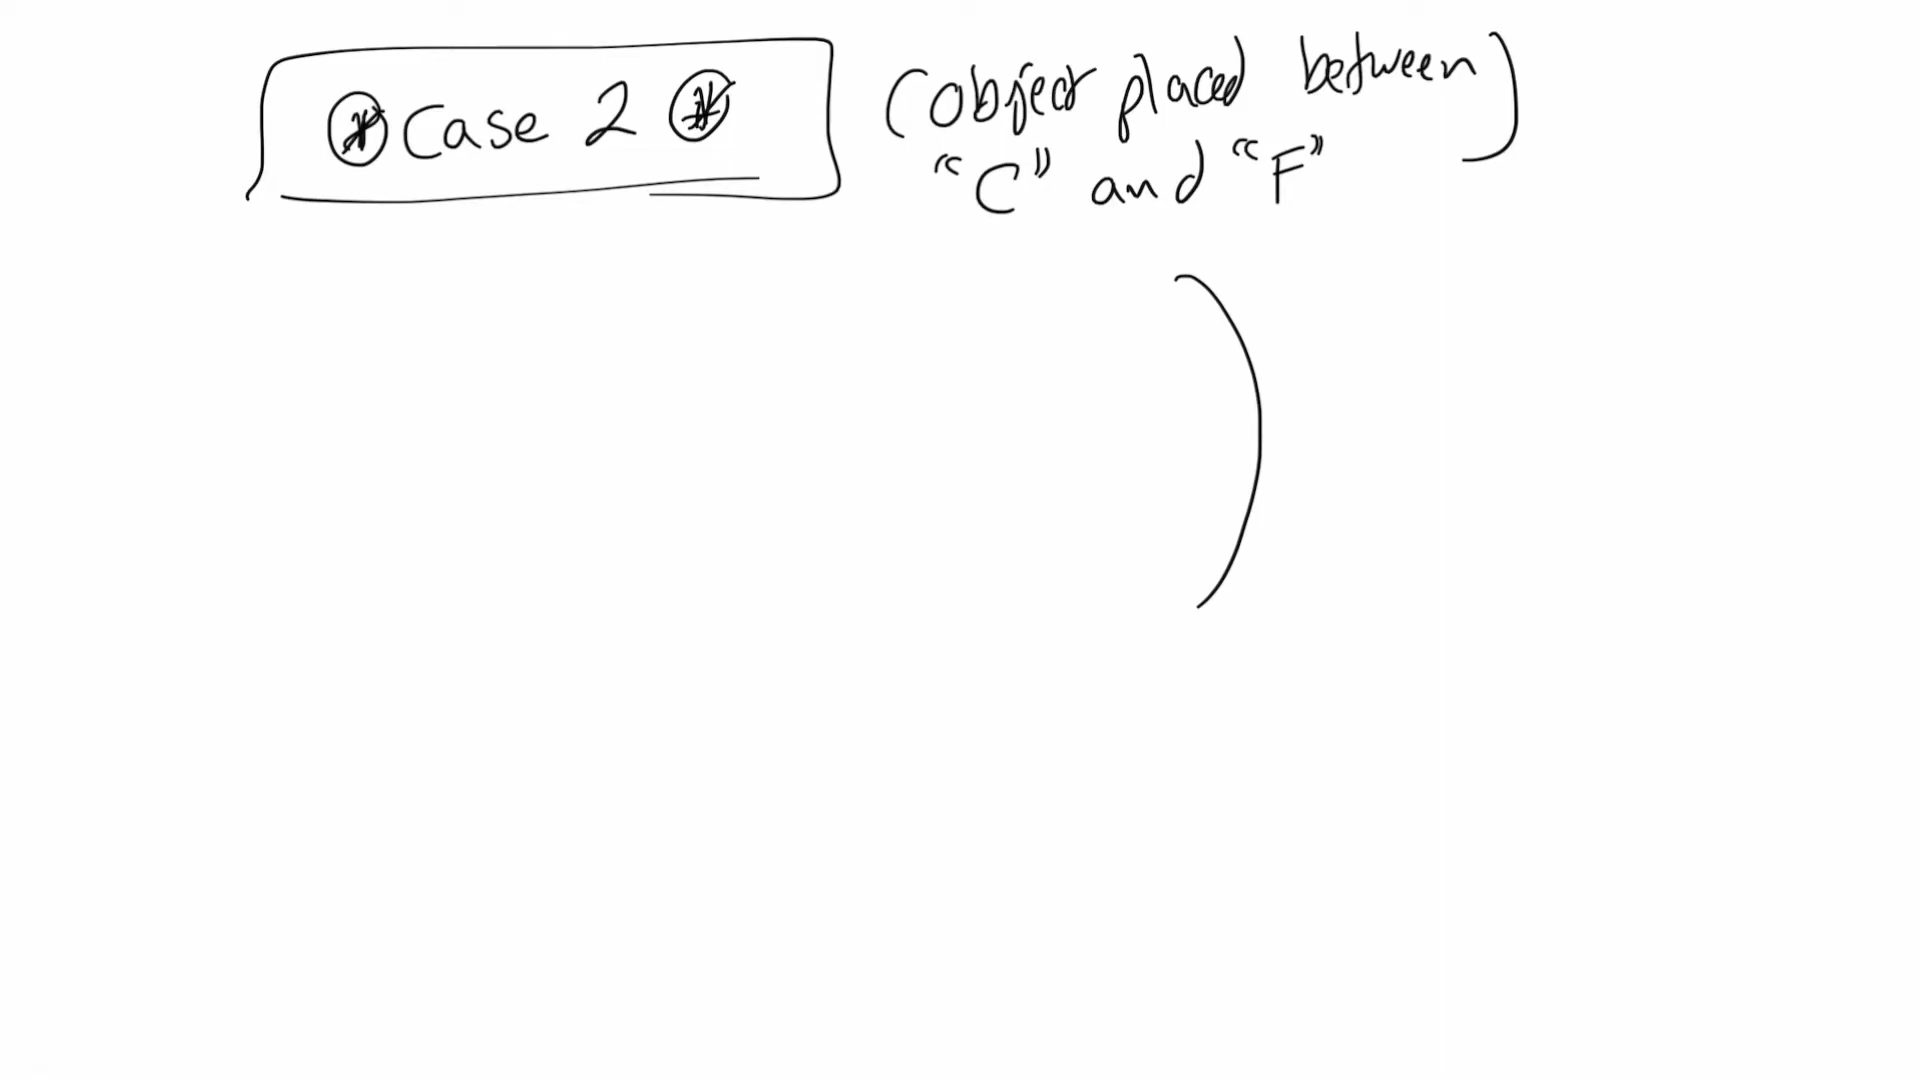 * Case 2 *
(object placed between)
"C" and "F"